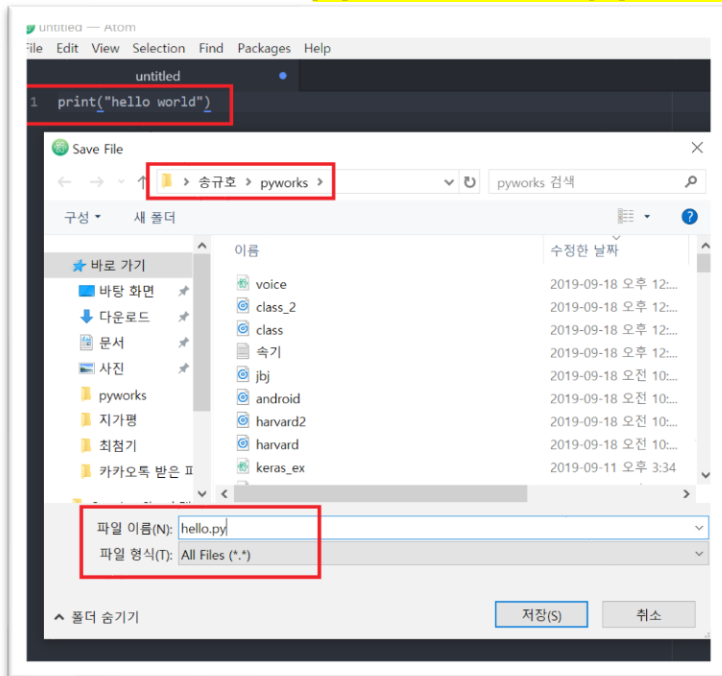 untitled — Atom
File Edit View Selection Find Packages Help
untitled
1 print("hello world")
Save File
송규호 > pyworks >
pyworks 검색
구성 새 폴더
이름 수정한 날짜
바로 가기
바탕 화면
다운로드
문서
사진
pyworks
지가평
최첨기
카카오톡 받은 파
voice 2019-09-18 오후 12:...
class_2 2019-09-18 오후 12:...
class 2019-09-18 오후 12:...
속기 2019-09-18 오후 12:...
jbj 2019-09-18 오전 10:...
android 2019-09-18 오전 10:...
harvard2 2019-09-18 오전 10:...
harvard 2019-09-18 오전 10:...
keras_ex 2019-09-11 오후 3:34
파일 이름(N): hello.py
파일 형식(T): All Files (*.*)
폴더 숨기기
저장(S) 취소